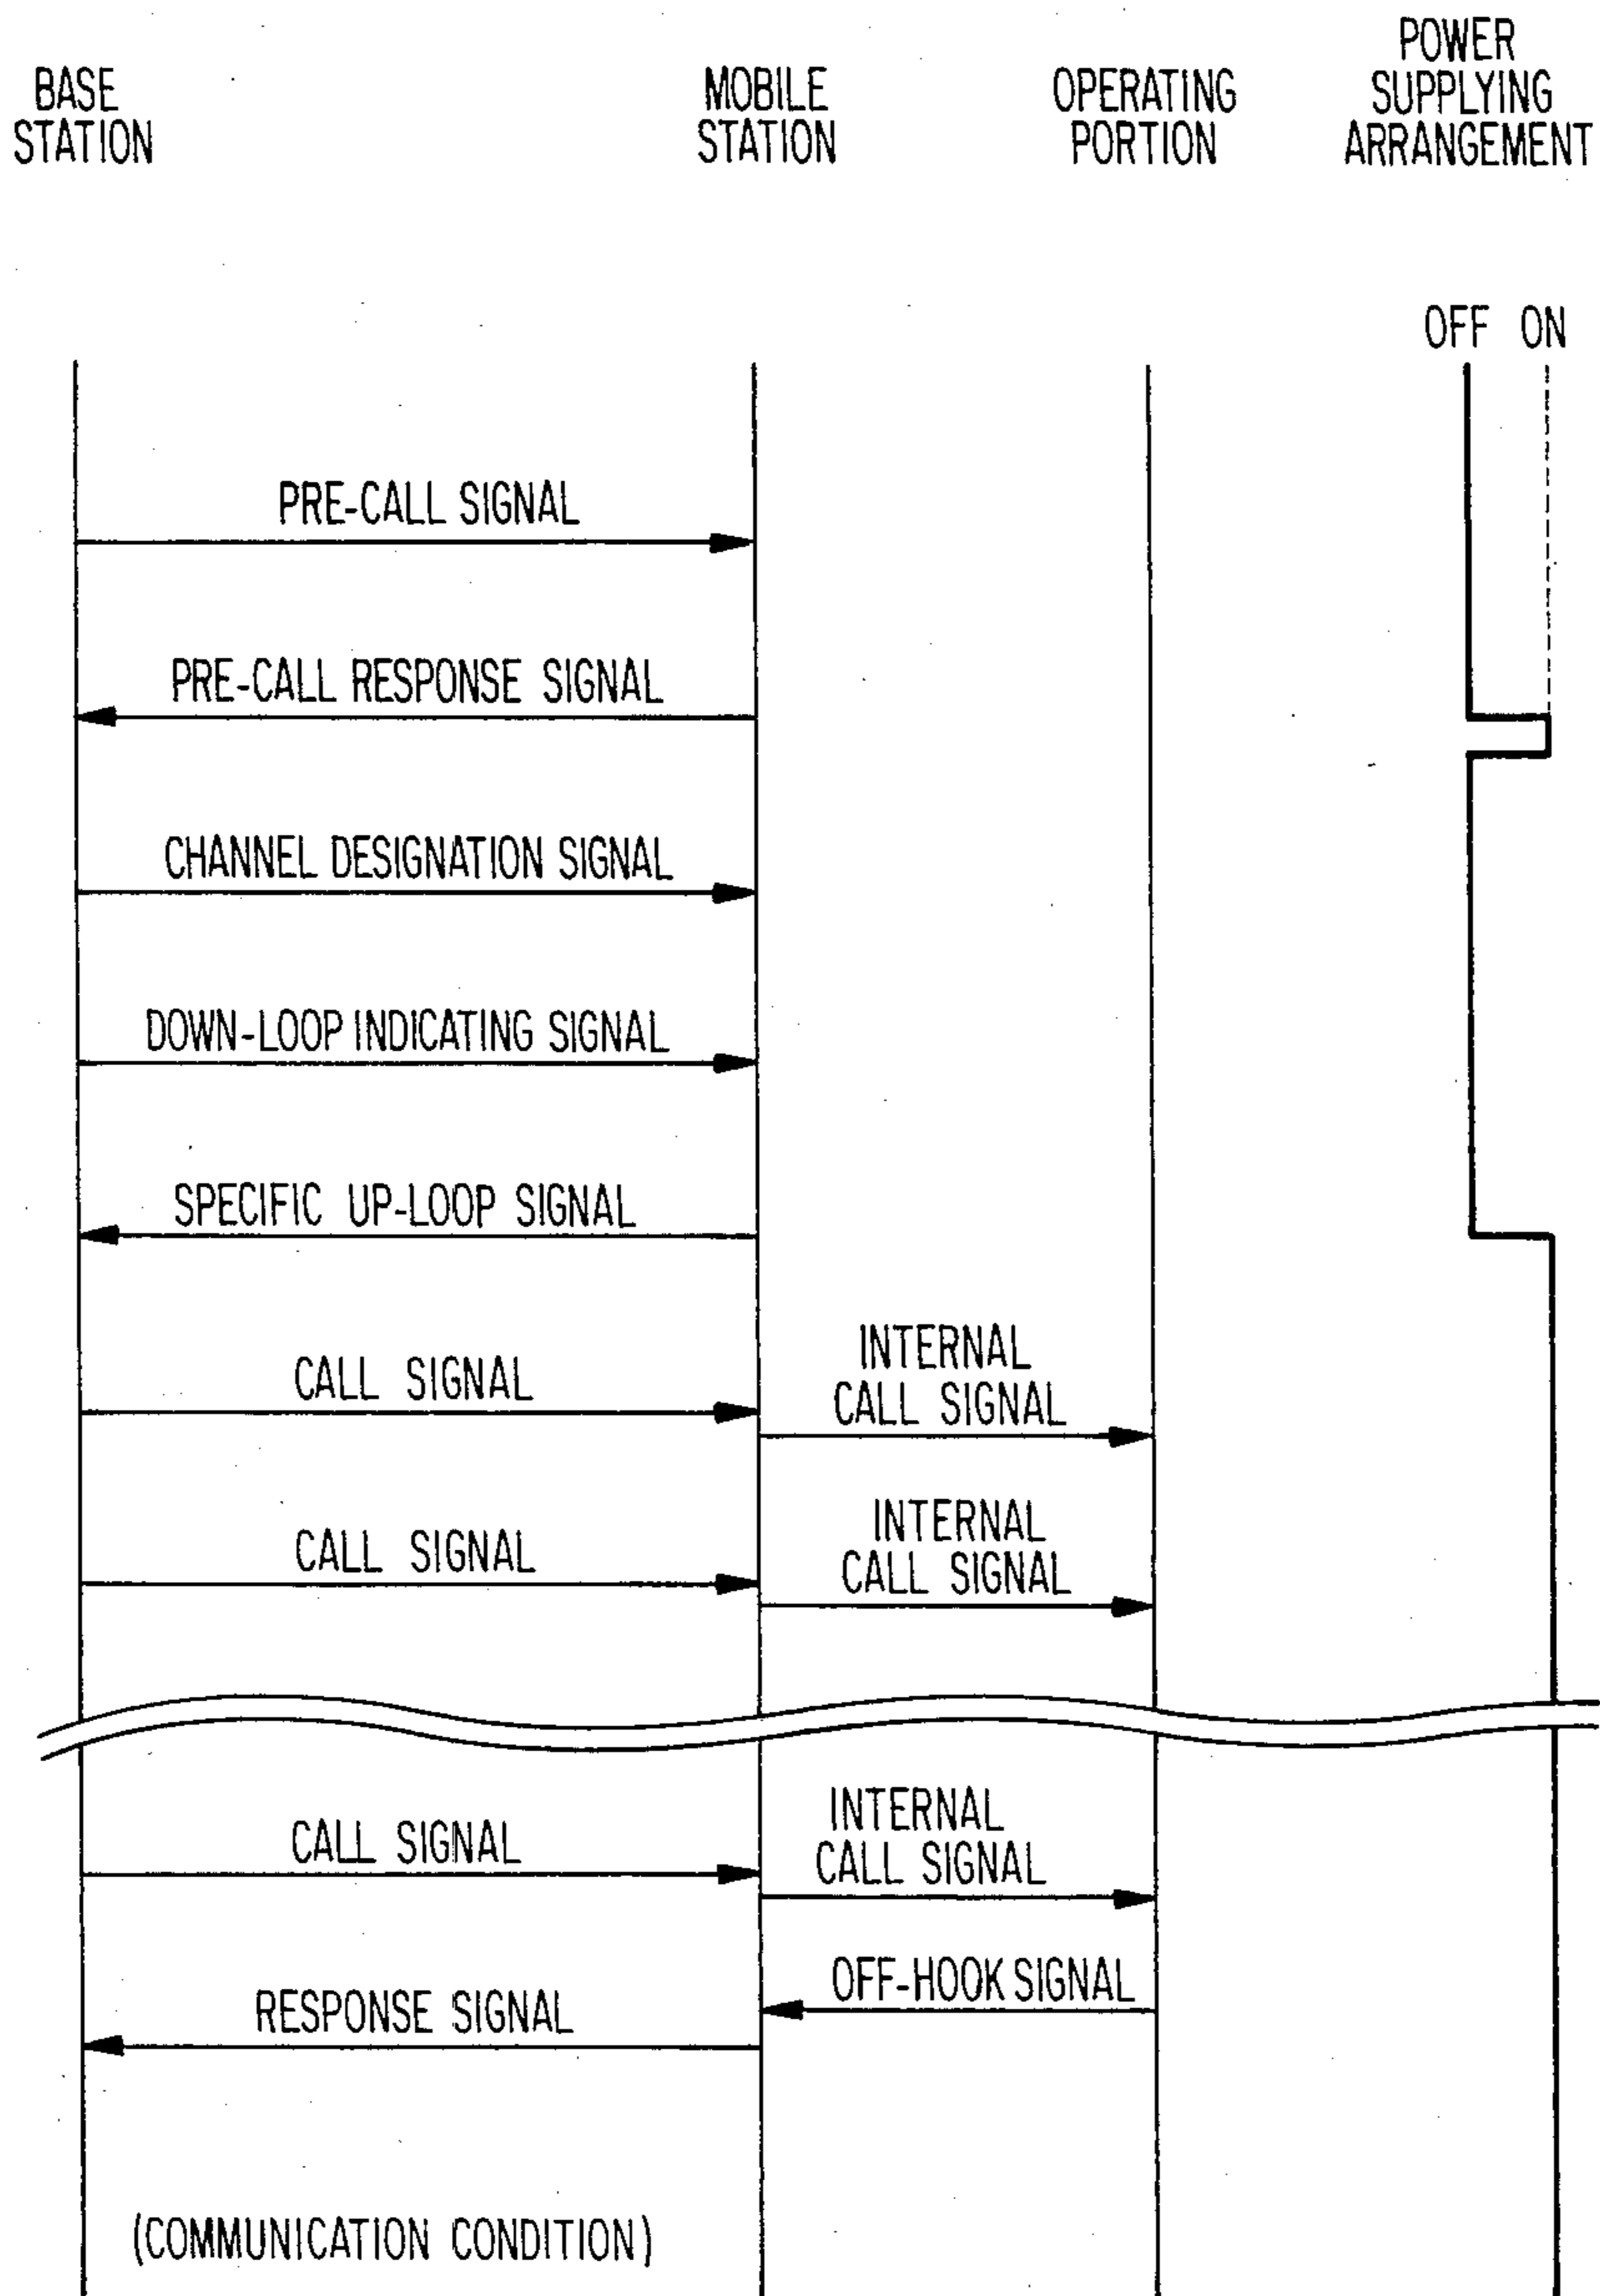 BASE
STATION
MOBILE
STATION
OPERATING
PORTION
POWER
SUPPLYING
ARRANGEMENT
OFF ON
PRE-CALL SIGNAL
PRE-CALL RESPONSE SIGNAL
CHANNEL DESIGNATION SIGNAL
DOWN-LOOP INDICATING SIGNAL
SPECIFIC UP-LOOP SIGNAL
CALL SIGNAL
INTERNAL
CALL SIGNAL
CALL SIGNAL
INTERNAL
CALL SIGNAL
CALL SIGNAL
INTERNAL
CALL SIGNAL
OFF-HOOK SIGNAL
RESPONSE SIGNAL
(COMMUNICATION CONDITION)